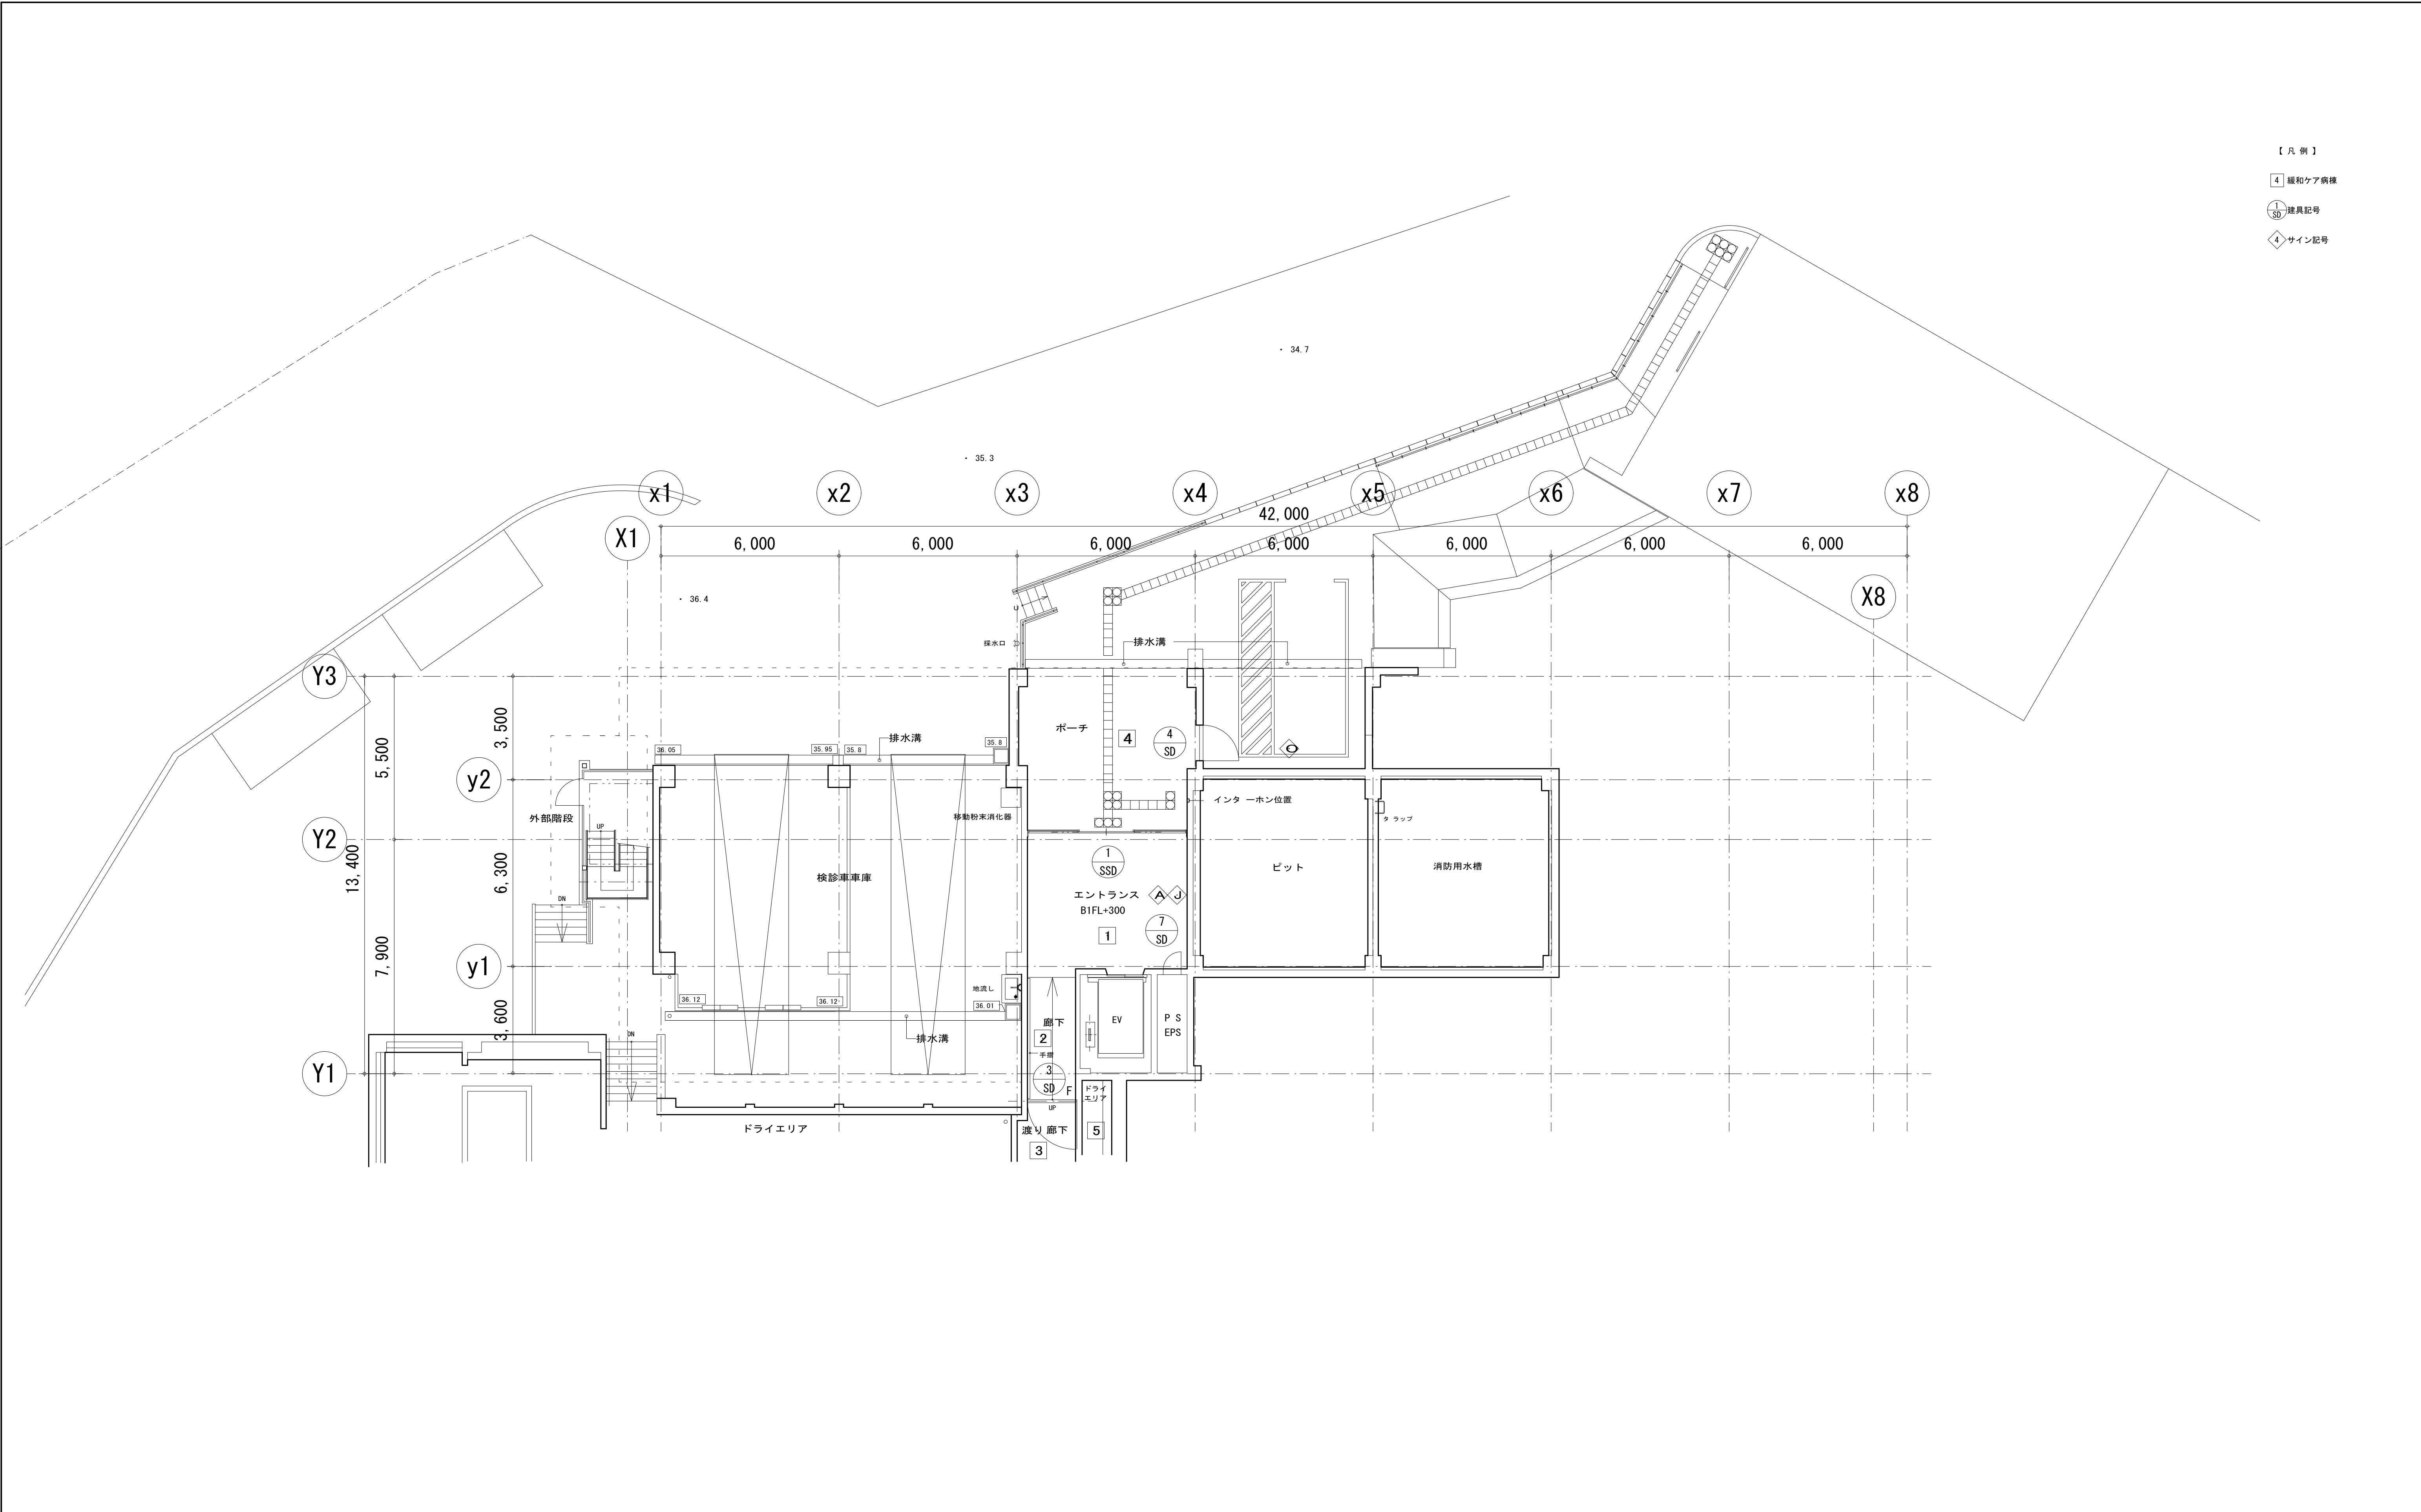 【 凡 例 】
4 緩和ケア病棟
1
SD 建具記号
4 サイン記号
・ 34.7
・ 35.3
x1 x2 x3 x4 x5 x6 x7 x8
42,000
X1
6,000 6,000 6,000 6,000 6,000 6,000 6,000
X8
・ 36.4
採水口
排水溝
Y3
3,500
5,500
ポーチ
4
4
SD
排水溝
36.05
35.95
35.8
35.8
y2
外部階段
UP
移動粉末消化器
インタ ーホン位置
タ ラップ
Y2
13,400
6,300
7,900
検診車車庫
1
SSD
エントランス
A
J
B1FL+300
1
7
SD
ピット
消防用水槽
DN
y1
地流し
36.12
36.12
36.01
3,600
廊下
EV
P S
EPS
DN
排水溝
2
手摺
Y1
3
SD
F
ドライ
エリア
UP
ドライエリア
渡り廊下
5
3